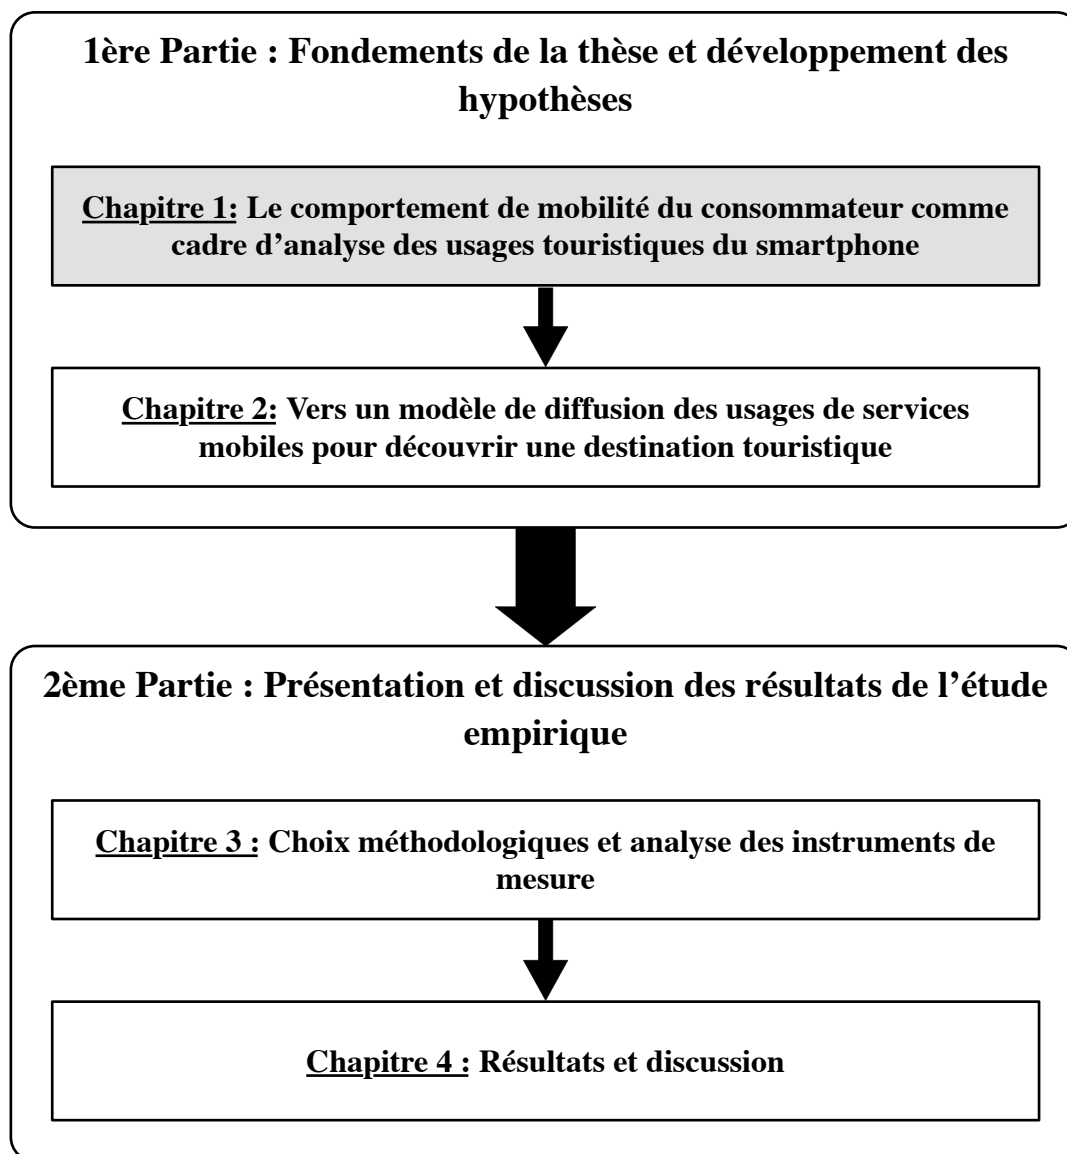 1ère Partie : Fondements de la thèse et développement des
hypothèses
Chapitre 1: Le comportement de mobilité du consommateur comme
cadre d’analyse des usages touristiques du smartphone
Chapitre 2: Vers un modèle de diffusion des usages de services
mobiles pour découvrir une destination touristique
2ème Partie : Présentation et discussion des résultats de l’étude
empirique
Chapitre 3 : Choix méthodologiques et analyse des instruments de
mesure
Chapitre 4 : Résultats et discussion